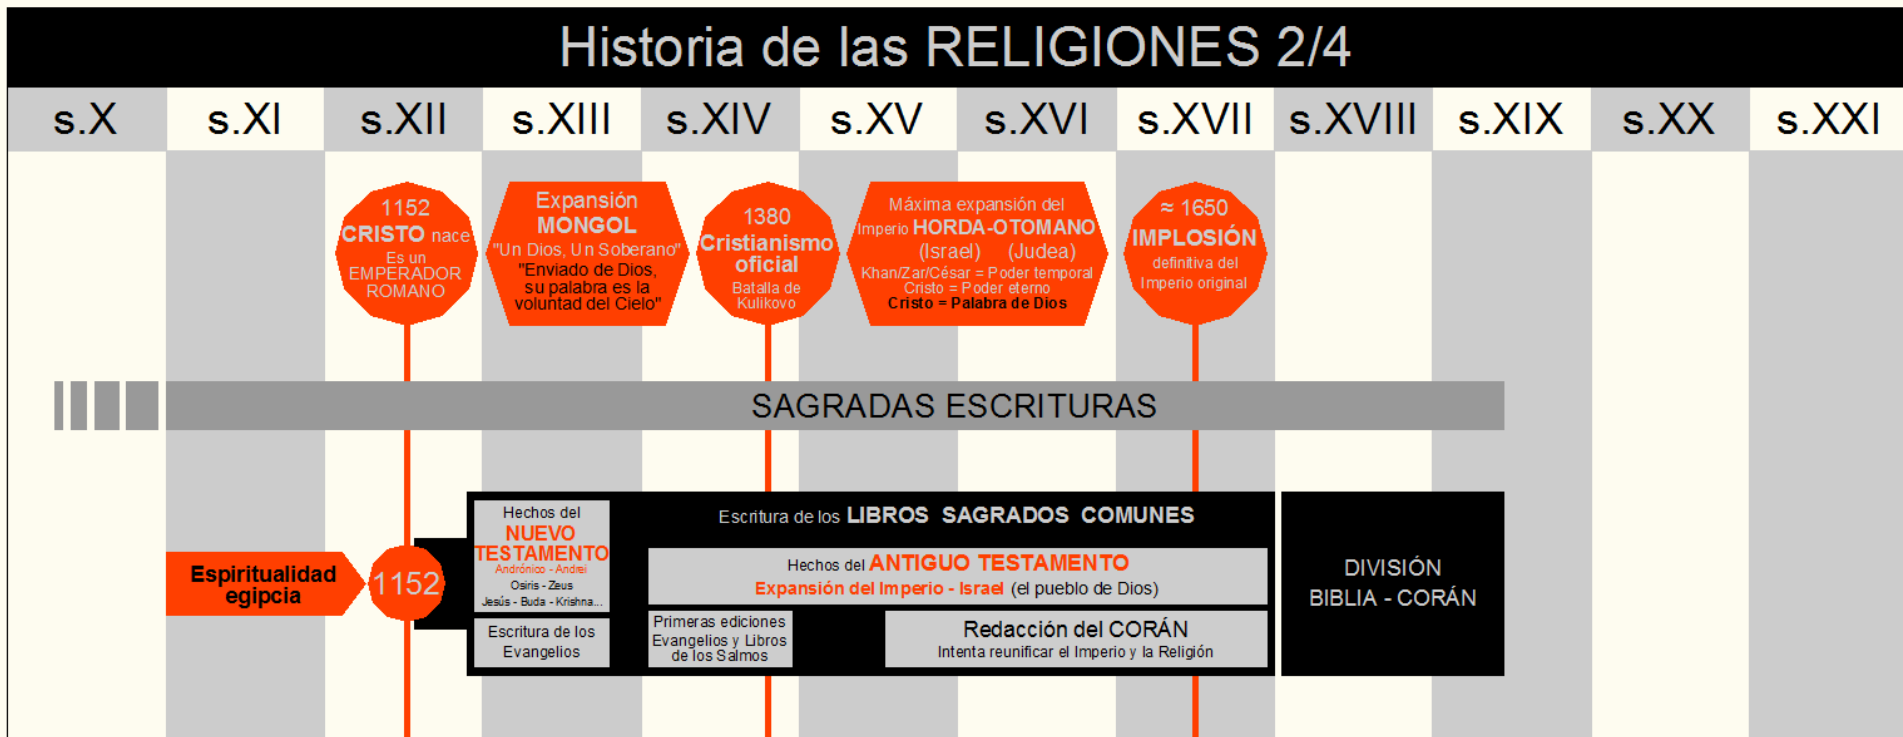 Historia de las RELIGIONES 2/4
s.X
s.XI
s.XII
s.XIII
s.XIV
s.XV
s.XVI
s.XVII
s.XVIII
s.XIX
s.XX
s.XXI
1152
CRISTO nace
Es un
EMPERADOR
ROMANO
Expansión
MONGOL
"Un Dios, Un Soberano"
"Enviado de Dios,
su palabra es la
voluntad del Cielo"
1380
Cristianismo
oficial
Batalla de
Kulikovo
Máxima expansión del
Imperio HORDA-OTOMANO
(Israel) (Judea)
Khan/Zar/César = Poder temporal
Cristo = Poder eterno
Cristo = Palabra de Dios
≈ 1650
IMPLOSIÓN
definitiva del
Imperio original
SAGRADAS ESCRITURAS
Espiritualidad
egipcia
1152
Hechos del
NUEVO
TESTAMENTO
Andrónico - Andrei
Osiris - Zeus
Jesús - Buda - Krishna...
Escritura de los
Evangelios
Escritura de los LIBROS SAGRADOS COMUNES
Hechos del ANTIGUO TESTAMENTO
Expansión del Imperio - Israel (el pueblo de Dios)
Primeras ediciones
Evangelios y Libros
de los Salmos
Redacción del CORÁN
Intenta reunificar el Imperio y la Religión
DIVISIÓN
BIBLIA - CORÁN